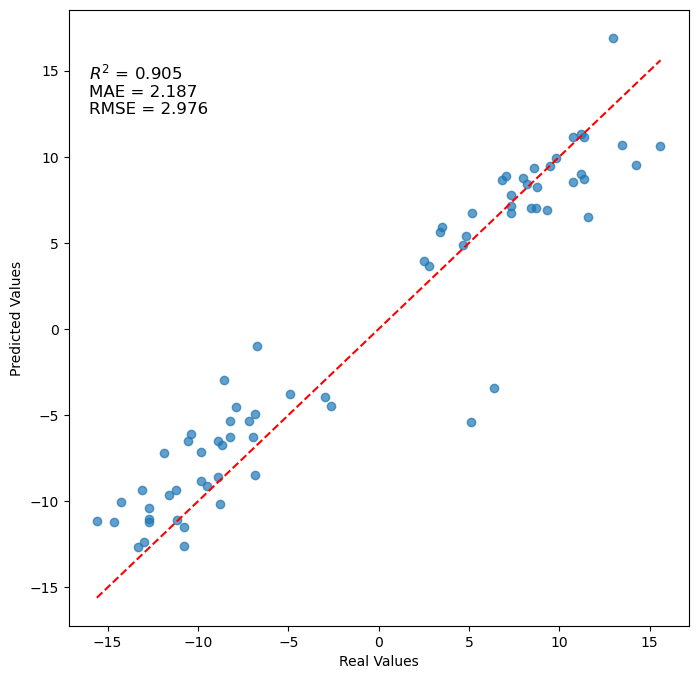 R² = 0.905
MAE = 2.187
RMSE = 2.976
15
10
5
0
−5
−10
−15
Predicted Values
−15 −10 −5 0 5 10 15
Real Values